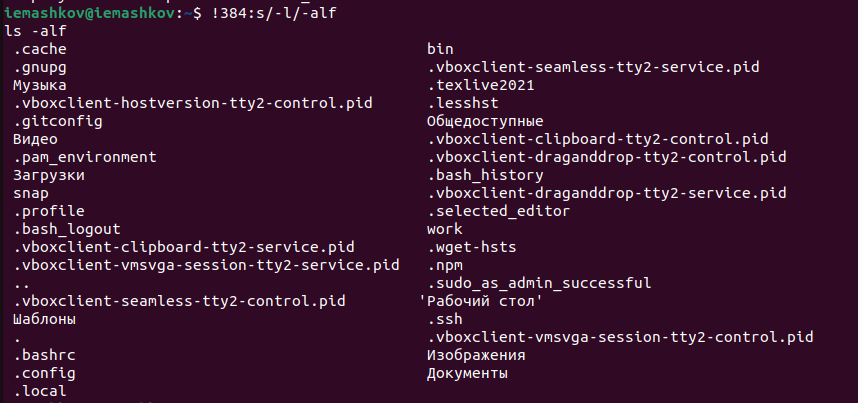 iemashkov@iemashkov:~$ !384:s/-l/-alf
ls -alf
.cache bin
.gnupg .vboxclient-seamless-tty2-service.pid
Музыка .texlive2021
.vboxclient-hostversion-tty2-control.pid .lesshst
.gitconfig Общедоступные
Видео .vboxclient-clipboard-tty2-control.pid
.pam_environment .vboxclient-draganddrop-tty2-control.pid
Загрузки .bash_history
snap .vboxclient-draganddrop-tty2-service.pid
.profile .selected_editor
.bash_logout work
.vboxclient-clipboard-tty2-service.pid .wget-hsts
.vboxclient-vmsvga-session-tty2-service.pid .npm
.. .sudo_as_admin_successful
.vboxclient-seamless-tty2-control.pid 'Рабочий стол'
Шаблоны .ssh
. .vboxclient-vmsvga-session-tty2-control.pid
.bashrc Изображения
.config Документы
.local